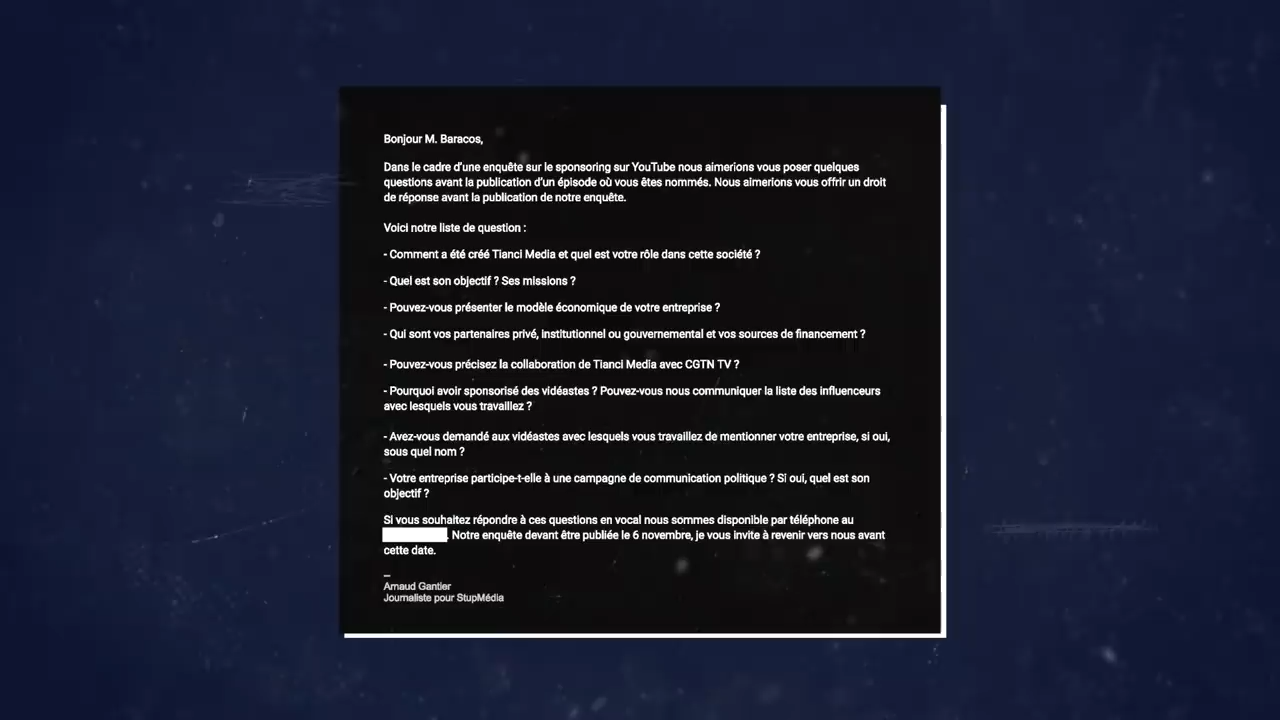 Bonjour M. Baracos,
Dans le cadre d'une enquête sur le sponsoring sur YouTube nous aimerions vous poser quelques
questions avant la publication d'un épisode où vous êtes nommés. Nous aimerions vous offrir un droit
de réponse avant la publication de notre enquête.
Voici notre liste de question :
- Comment a été créé Tianci Media et quel est votre rôle dans cette société ?
- Quel est son objectif ? Ses missions ?
- Pouvez-vous présenter le modèle économique de votre entreprise ?
- Qui sont vos partenaires privé, institutionnel ou gouvernemental et vos sources de financement ?
- Pouvez-vous précisez la collaboration de Tianci Media avec CGTN TV ?
- Pourquoi avoir sponsorisé des vidéastes ? Pouvez-vous nous communiquer la liste des influenceurs
avec lesquels vous travaillez ?
- Avez-vous demandé aux vidéastes avec lesquels vous travaillez de mentionner votre entreprise, si oui,
sous quel nom ?
- Votre entreprise participe-t-elle à une campagne de communication politique ? Si oui, quel est son
objectif ?
Si vous souhaitez répondre à ces questions en vocal nous sommes disponible par téléphone au
. Notre enquête devant être publiée le 6 novembre, je vous invite à revenir vers nous avant
cette date.
—
Arnaud Gantier
Journaliste pour StupMédia